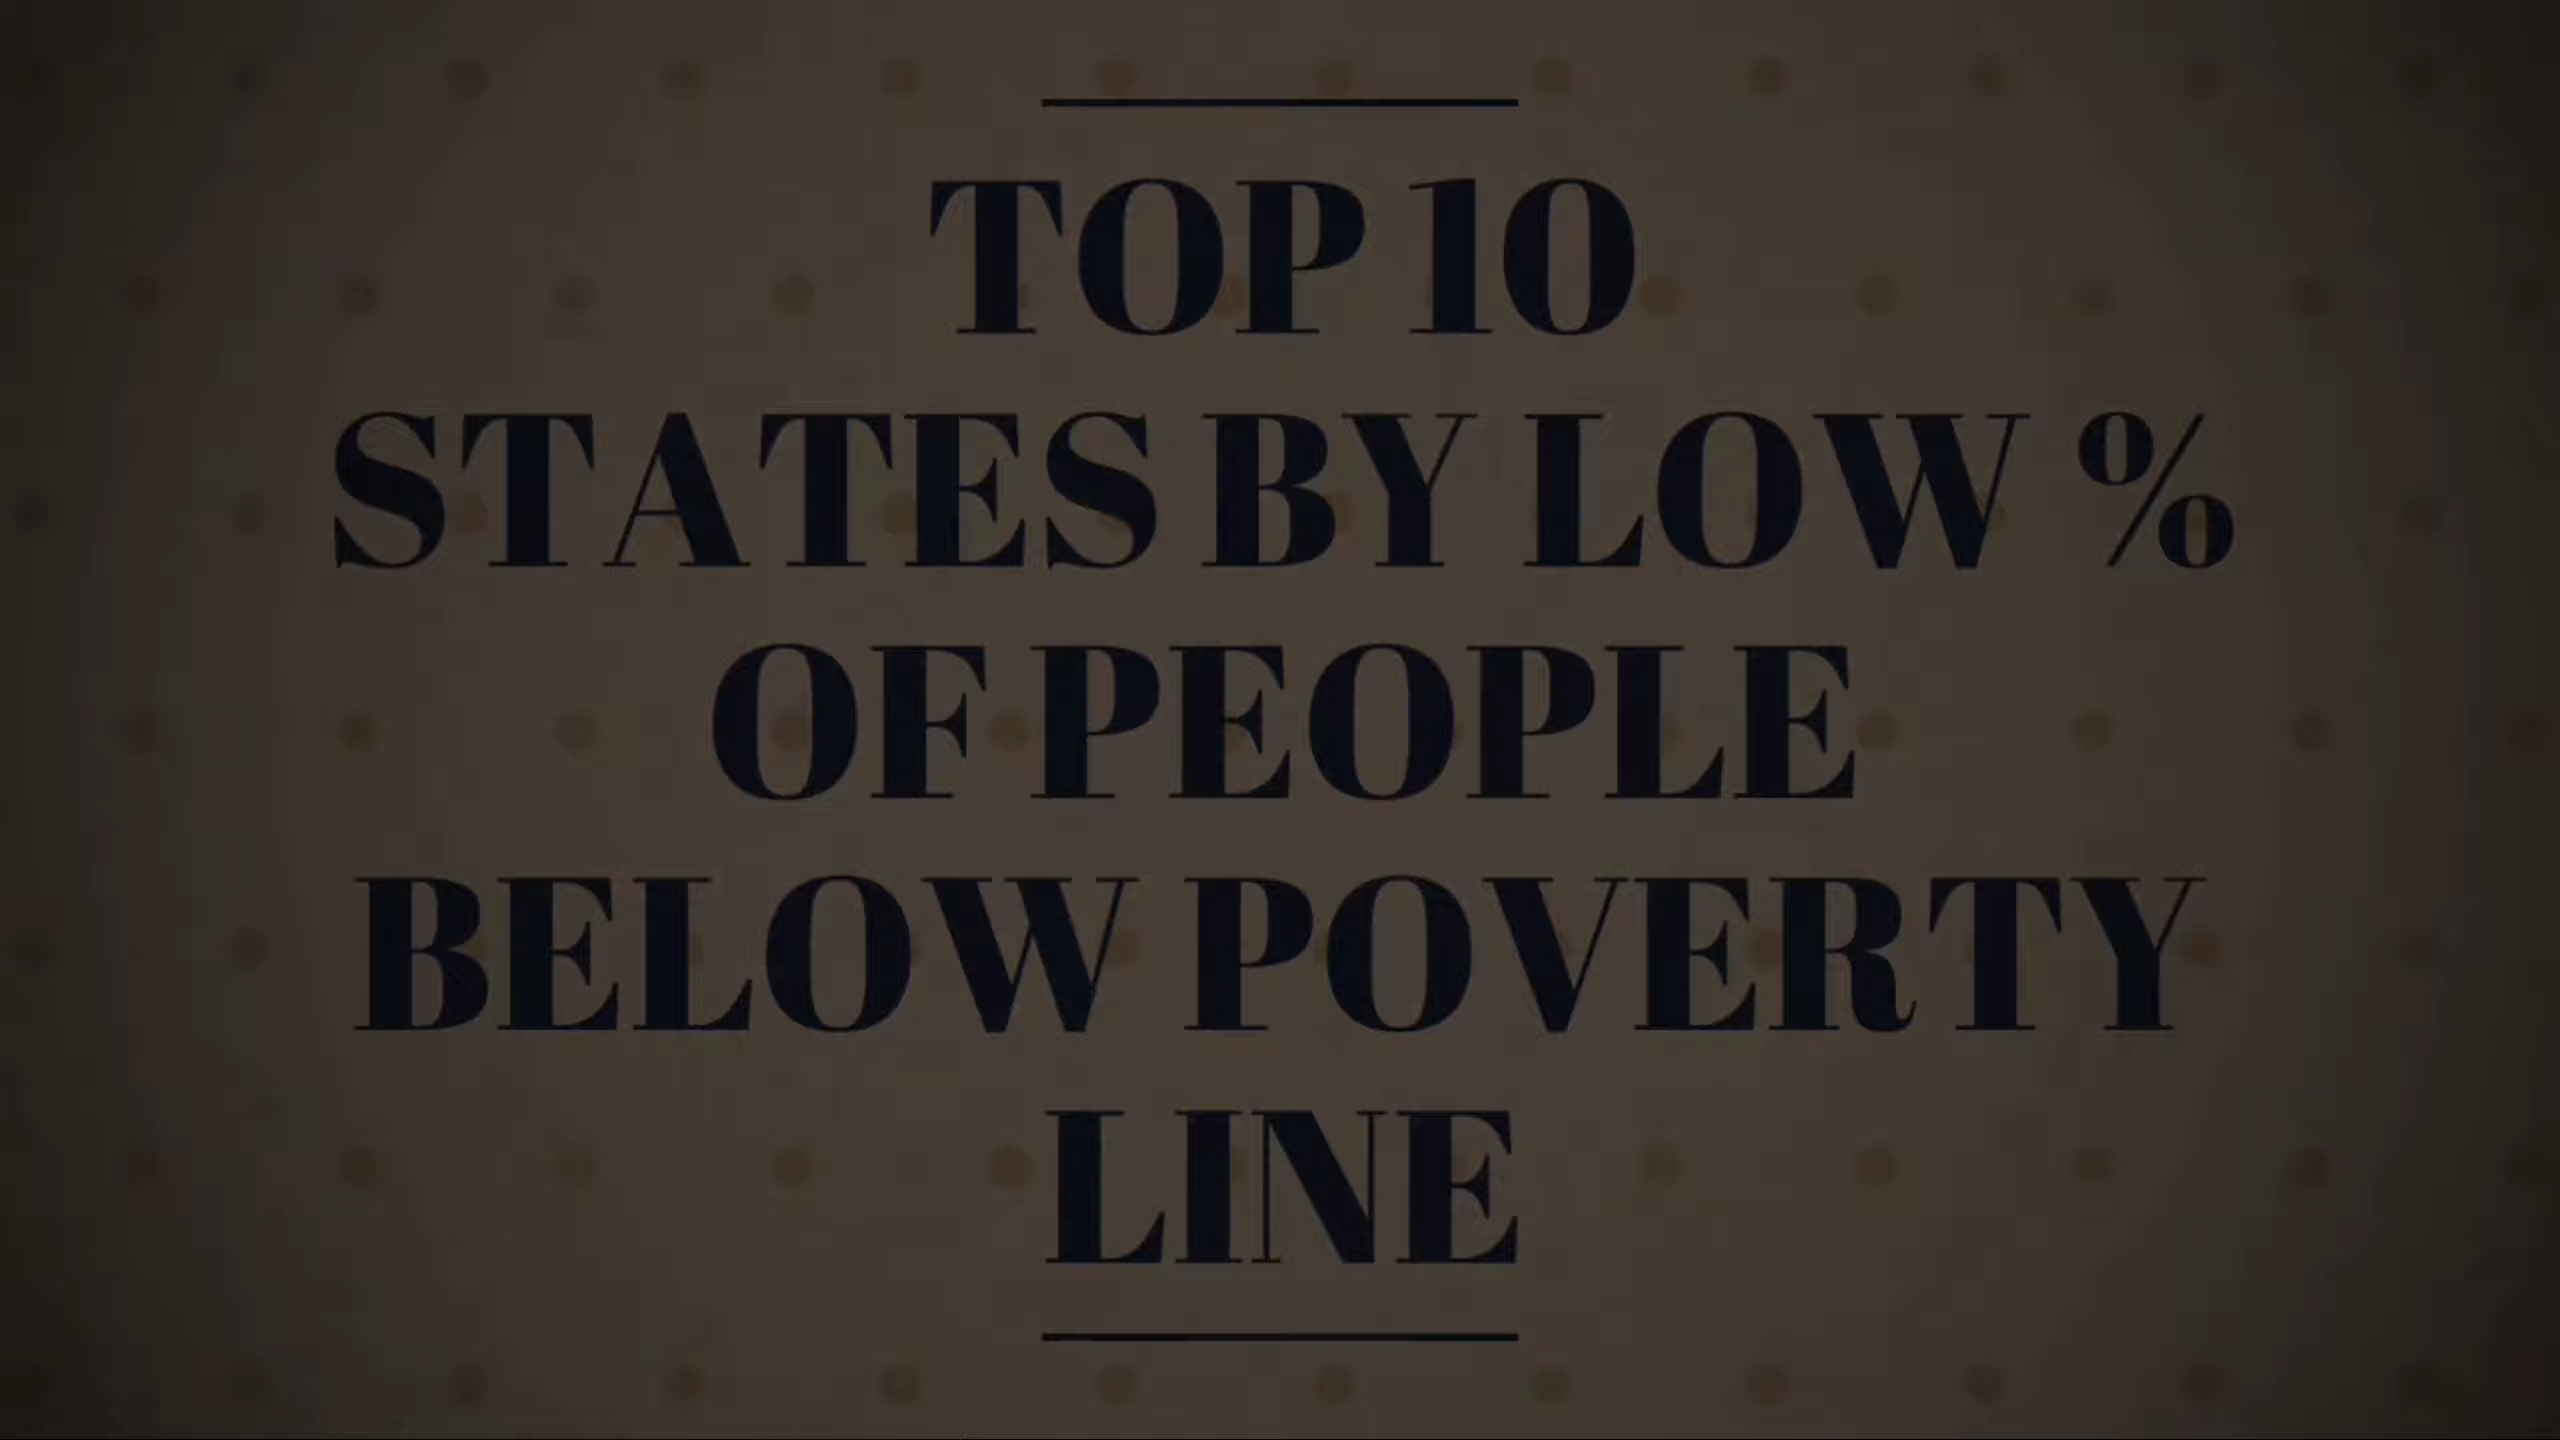 TOP 10
STATES BY LOW %
OF PEOPLE
BELOW POVERTY
LINE